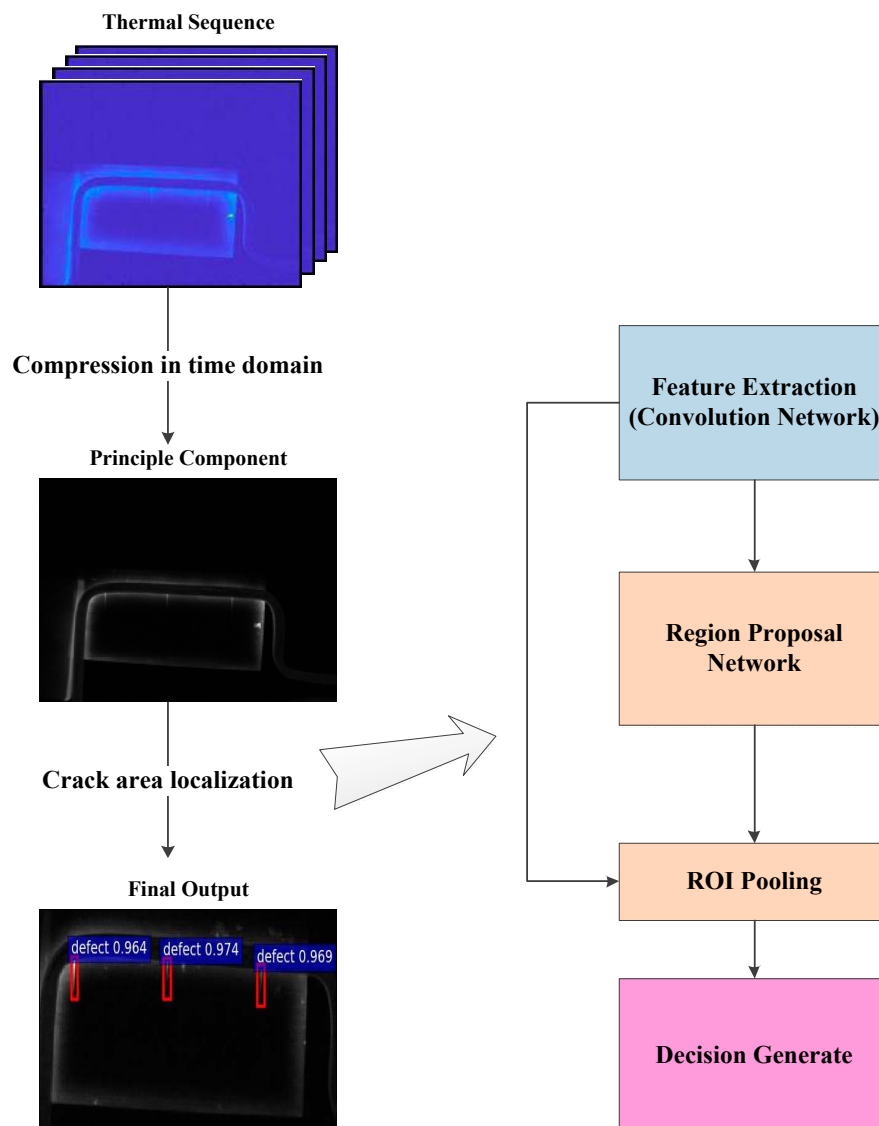 Thermal Sequence
Compression in time domain
Principle Component
Crack area localization
Final Output
defect 0.964
defect 0.974
defect 0.969
Feature Extraction
(Convolution Network)
Region Proposal
Network
ROI Pooling
Decision Generate